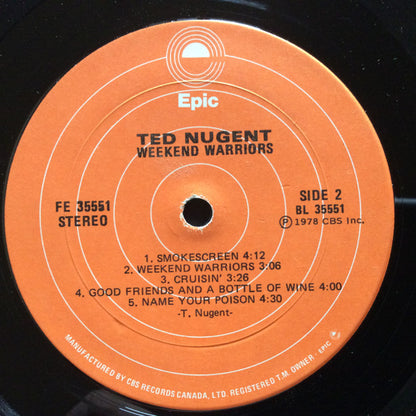 Epic
TED NUGENT
WEEKEND WARRIORS
FE 35551
STEREO
SIDE 2
BL 35551
Ⓟ 1978 CBS Inc.
1. SMOKESCREEN 4:12
2. WEEKEND WARRIORS 3:06
3. CRUISIN' 3:26
4. GOOD FRIENDS AND A BOTTLE OF WINE 4:00
5. NAME YOUR POISON 4:30
-T. Nugent-
MANUFACTURED BY CBS RECORDS CANADA, LTD. REGISTERED T.M. OWNER. - EPIC